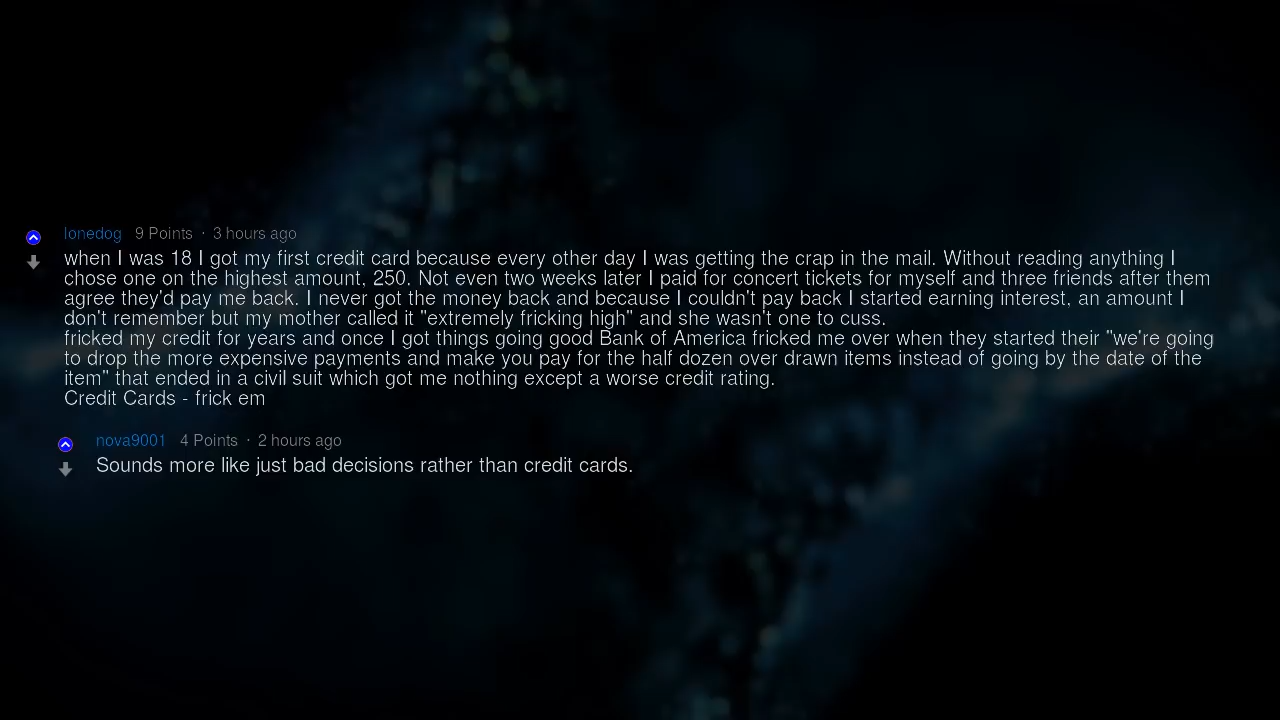 lonedog 9 Points · 3 hours ago
when I was 18 I got my first credit card because every other day I was getting the crap in the mail. Without reading anything I
chose one on the highest amount, 250. Not even two weeks later I paid for concert tickets for myself and three friends after them
agree they'd pay me back. I never got the money back and because I couldn't pay back I started earning interest, an amount I
don't remember but my mother called it "extremely fricking high" and she wasn't one to cuss.
fricked my credit for years and once I got things going good Bank of America fricked me over when they started their "we're going
to drop the more expensive payments and make you pay for the half dozen over drawn items instead of going by the date of the
item" that ended in a civil suit which got me nothing except a worse credit rating.
Credit Cards - frick em
nova9001 4 Points · 2 hours ago
Sounds more like just bad decisions rather than credit cards.